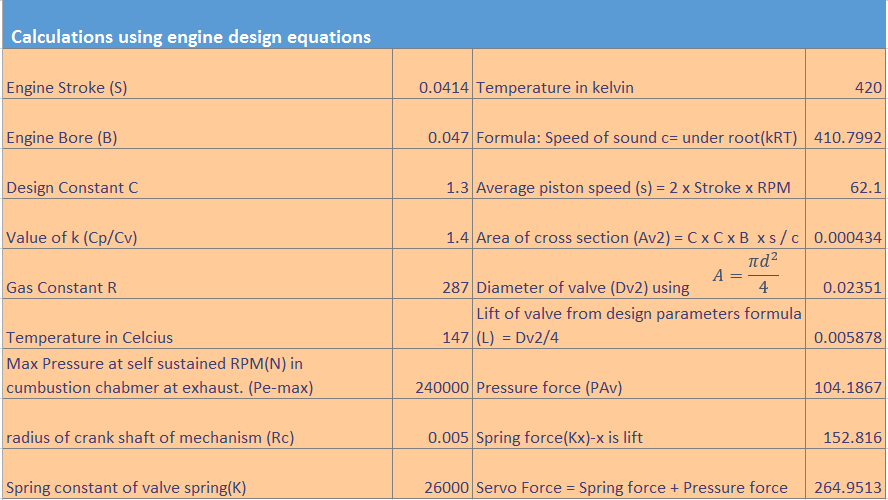 Calculations using engine design equations
Engine Stroke (S) 0.0414 Temperature in kelvin 420
Engine Bore (B) 0.047 Formula: Speed of sound c= under root(kRT) 410.7992
Design Constant C 1.3 Average piston speed (s) = 2 x Stroke x RPM 62.1
Value of k (Cp/Cv) 1.4 Area of cross section (Av2) = C x C x B x s / c 0.000434
Gas Constant R 287 Diameter of valve (Dv2) using A = πd²/4 0.02351
Temperature in Celcius 147 Lift of valve from design parameters formula
(L) = Dv2/4 0.005878
Max Pressure at self sustained RPM(N) in
cumbustion chabmer at exhaust. (Pe-max) 240000 Pressure force (PAv) 104.1867
radius of crank shaft of mechanism (Rc) 0.005 Spring force(Kx)-x is lift 152.816
Spring constant of valve spring(K) 26000 Servo Force = Spring force + Pressure force 264.9513